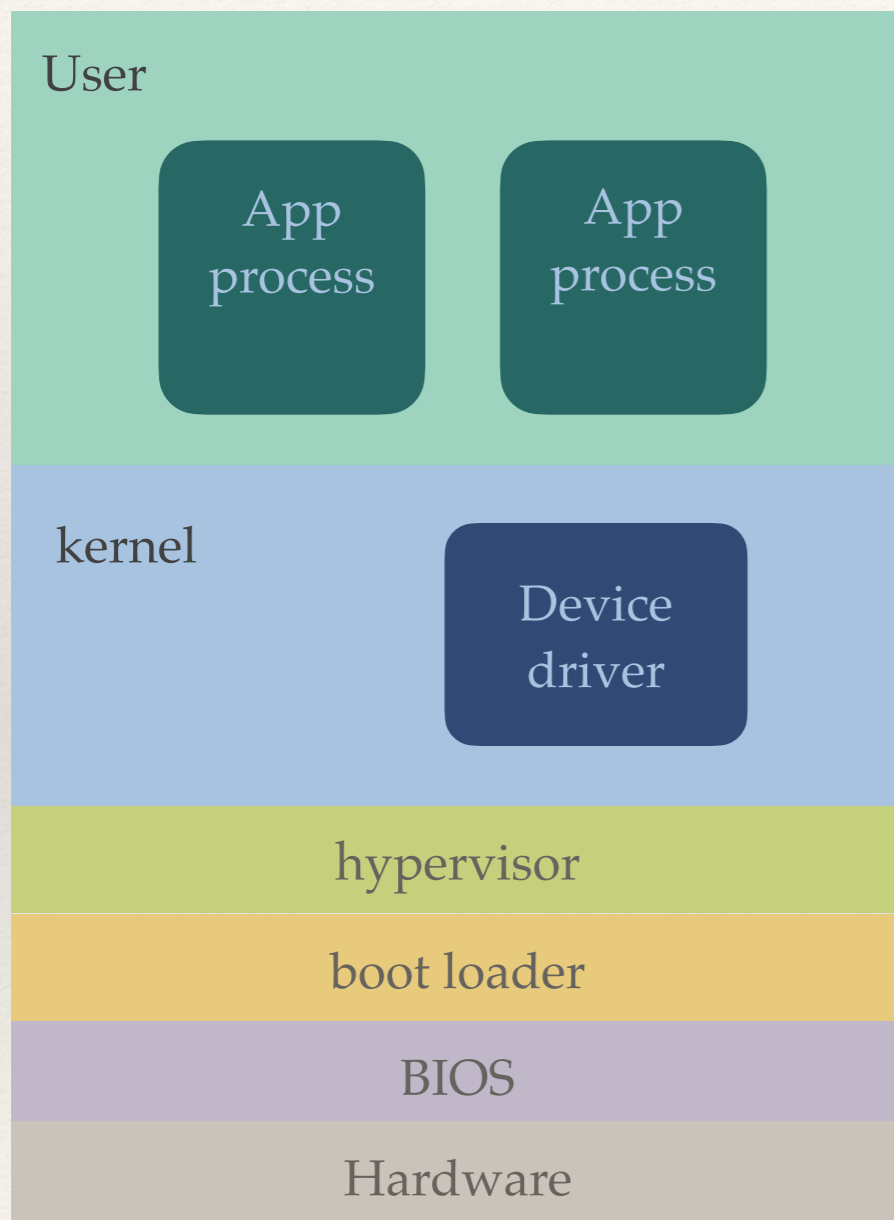 User
App
process
App
process
kernel
Device
driver
hypervisor
boot loader
BIOS
Hardware